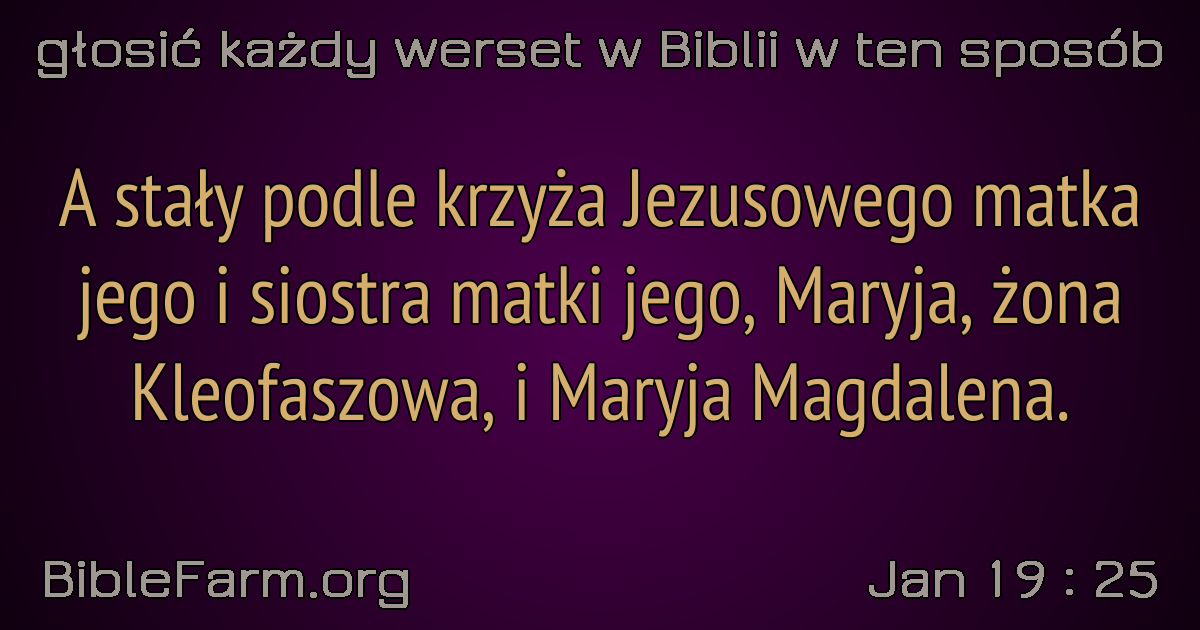 głosić każdy werset w Biblii w ten sposób
A stały podle krzyża Jezusowego matka
jego i siostra matki jego, Maryja, żona
Kleofaszowa, i Maryja Magdalena.
BibleFarm.org
Jan 19 : 25